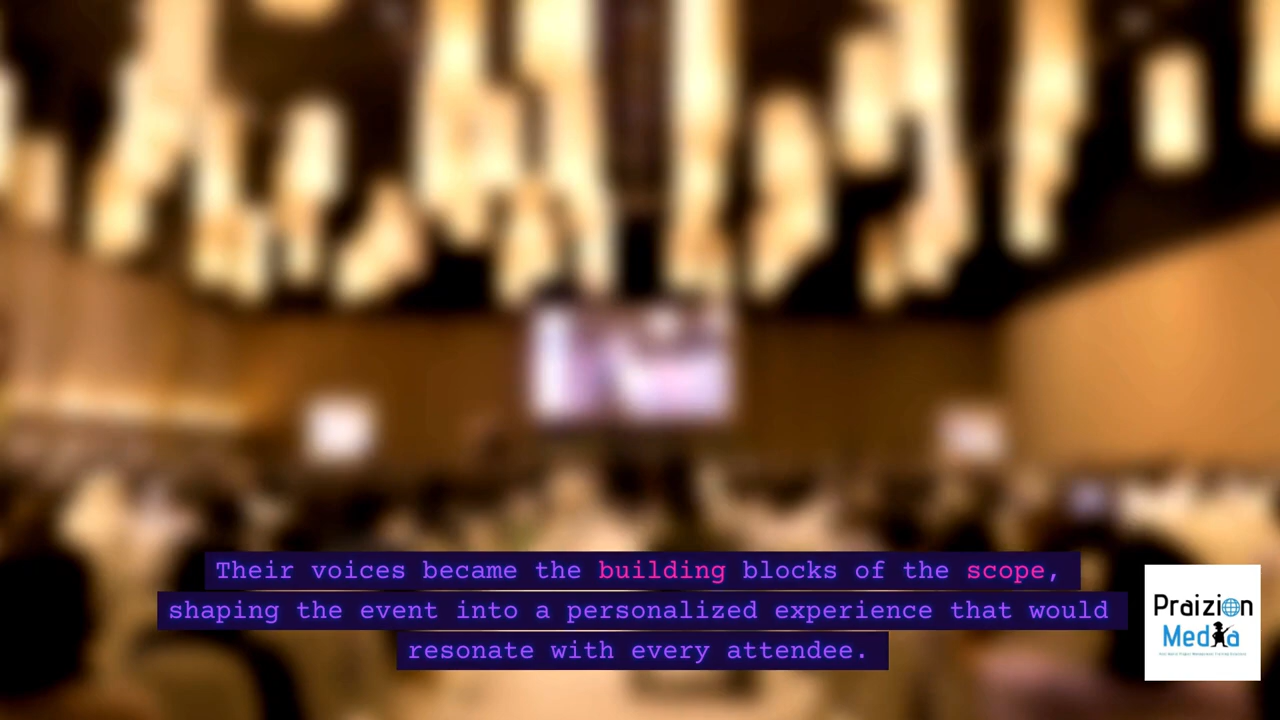 Their voices became the building blocks of the scope,
shaping the event into a personalized experience that would
resonate with every attendee.
Praizion
Media